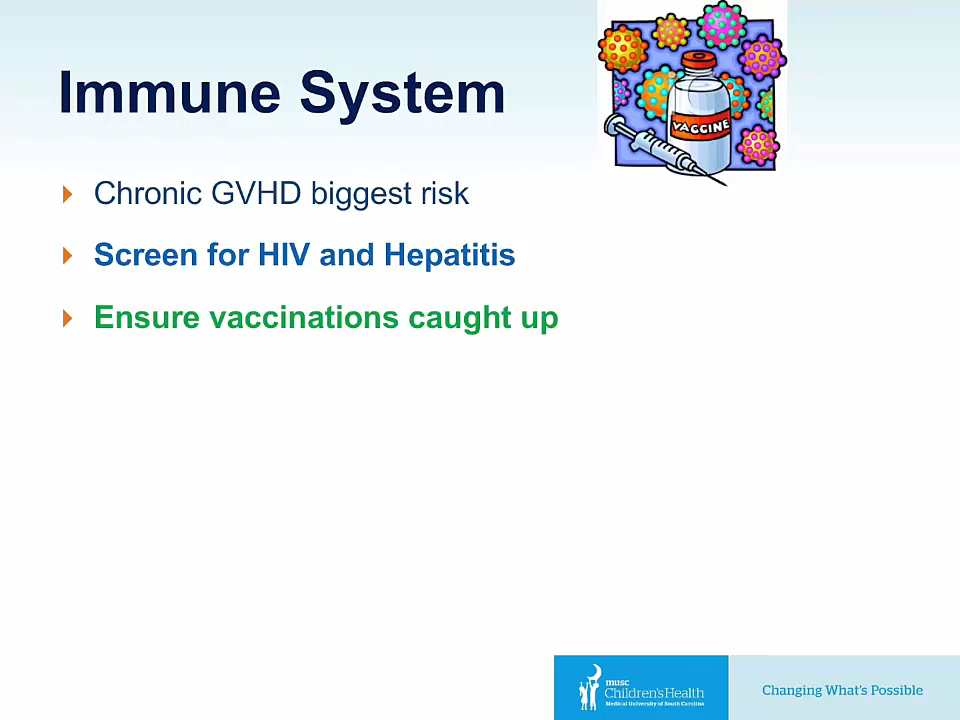 Immune System
VACCINE
Chronic GVHD biggest risk
Screen for HIV and Hepatitis
Ensure vaccinations caught up
musc
Children's Health
Medical University of South Carolina
Changing What's Possible